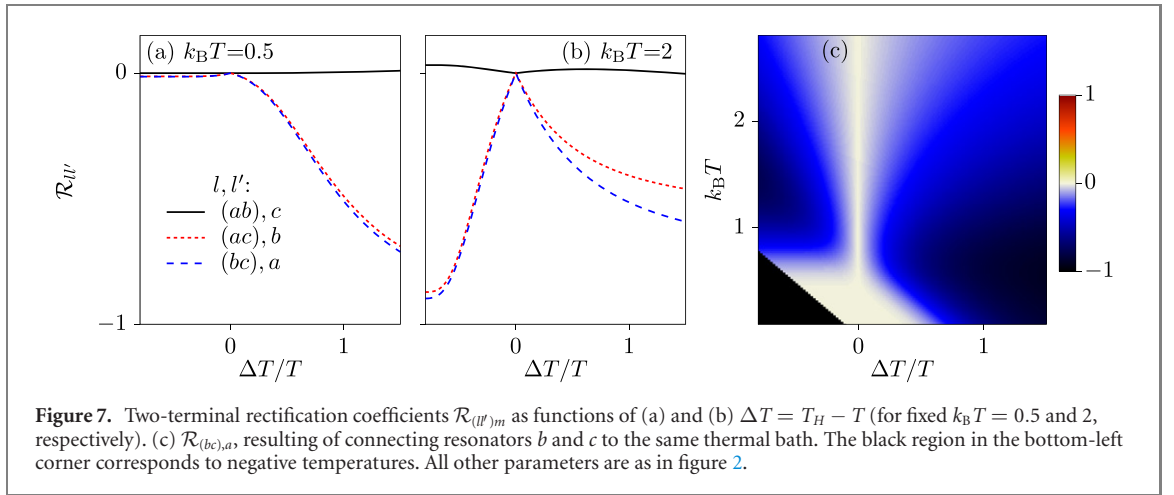 (a) k_B T=0.5
(b) k_B T=2
(c)
0
−1
R_{ll′}
l, l′:
(ab), c
(ac), b
(bc), a
0
1
ΔT/T
0
1
ΔT/T
2
1
k_B T
0
1
ΔT/T
1
0
−1
Figure 7. Two-terminal rectification coefficients R_{(ll′)m} as functions of (a) and (b) ΔT = T_H − T (for fixed k_B T = 0.5 and 2,
respectively). (c) R_{(bc),a}, resulting of connecting resonators b and c to the same thermal bath. The black region in the bottom-left
corner corresponds to negative temperatures. All other parameters are as in figure 2.